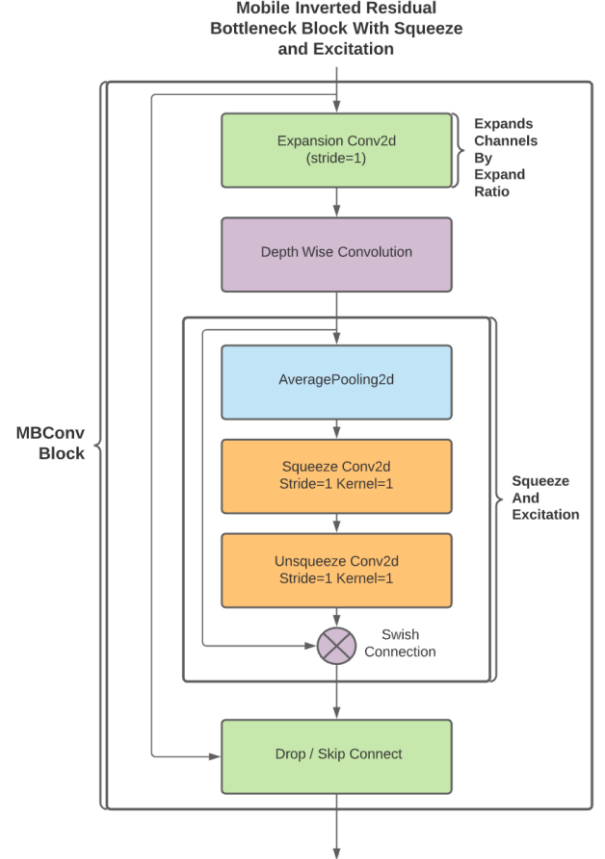 Mobile Inverted Residual
Bottleneck Block With Squeeze
and Excitation
Expansion Conv2d
(stride=1)
Expands
Channels
By
Expand
Ratio
Depth Wise Convolution
AveragePooling2d
MBConv
Block
Squeeze Conv2d
Stride=1 Kernel=1
Squeeze
And
Excitation
Unsqueeze Conv2d
Stride=1 Kernel=1
Swish
Connection
Drop / Skip Connect